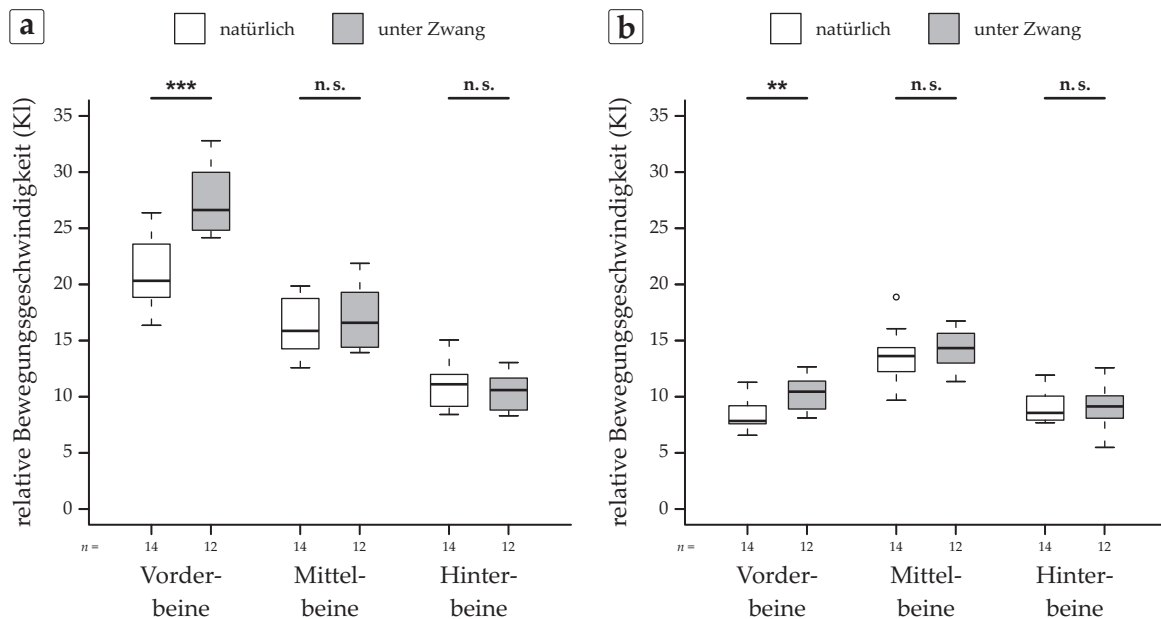 a
natürlich unter Zwang
*** n. s. n. s.
relative Bewegungsgeschwindigkeit (Kl)
35
30
25
20
15
10
5
0
n = 14 12 14 12 14 12
Vorder- Mittel- Hinter-
beine beine beine
b
natürlich unter Zwang
** n. s. n. s.
relative Bewegungsgeschwindigkeit (Kl)
35
30
25
20
15
10
5
0
n = 14 12 14 12 14 12
Vorder- Mittel- Hinter-
beine beine beine